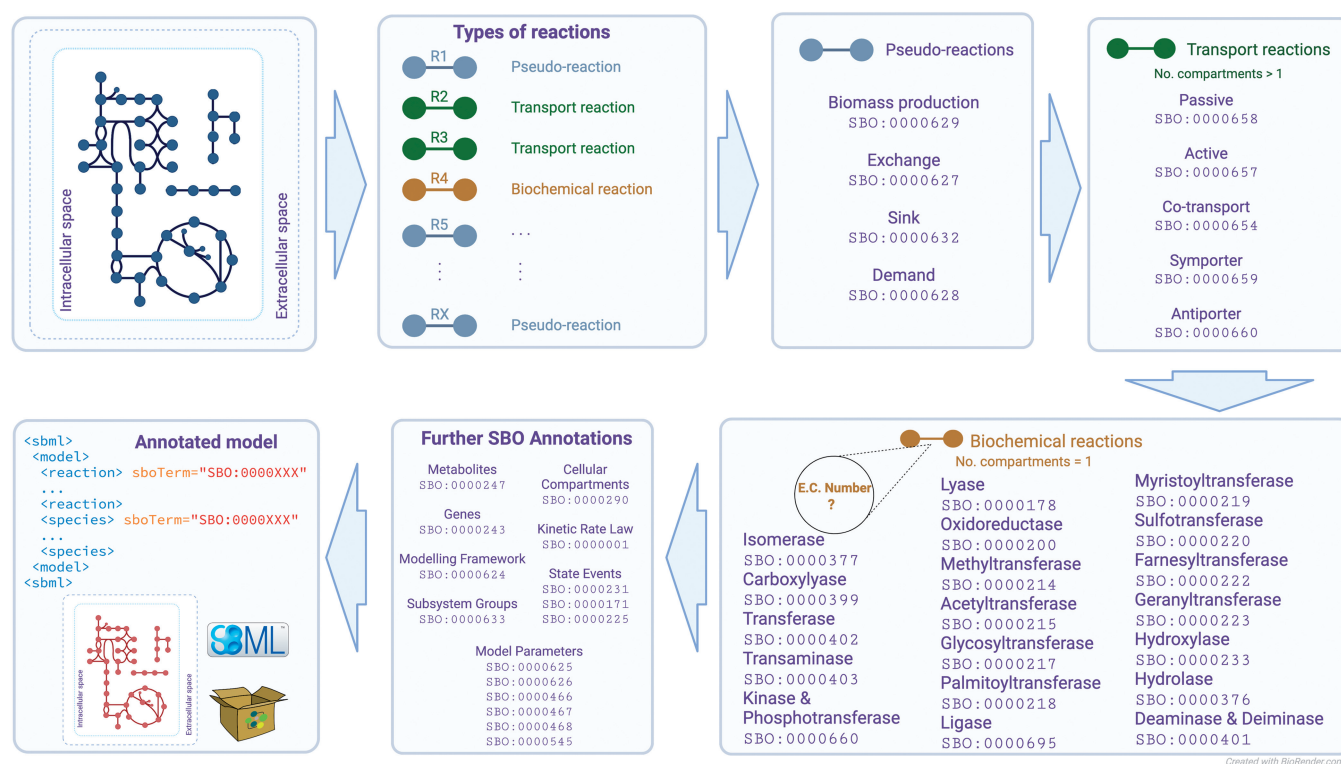 Intracellular space
Extracellular space
Types of reactions
R1 Pseudo-reaction
R2 Transport reaction
R3 Transport reaction
R4 Biochemical reaction
R5 ...
RX Pseudo-reaction
Pseudo-reactions
Biomass production
SBO:0000629
Exchange
SBO:0000627
Sink
SBO:0000632
Demand
SBO:0000628
Transport reactions
No. compartments > 1
Passive
SBO:0000658
Active
SBO:0000657
Co-transport
SBO:0000654
Symporter
SBO:0000659
Antiporter
SBO:0000660
Biochemical reactions
No. compartments = 1
E.C. Number
?
Isomerase
SBO:0000377
Carboxylyase
SBO:0000399
Transferase
SBO:0000402
Transaminase
SBO:0000403
Kinase &
Phosphotransferase
SBO:0000660
Lyase
SBO:0000178
Oxidoreductase
SBO:0000200
Methyltransferase
SBO:0000214
Acetyltransferase
SBO:0000215
Glycosyltransferase
SBO:0000217
Palmitoyltransferase
SBO:0000218
Ligase
SBO:0000695
Myristoyltransferase
SBO:0000219
Sulfotransferase
SBO:0000220
Farnesyltransferase
SBO:0000222
Geranyltransferase
SBO:0000223
Hydroxylase
SBO:0000233
Hydrolase
SBO:0000376
Deaminase & Deiminase
SBO:0000401
Further SBO Annotations
Metabolites
SBO:0000247
Genes
SBO:0000243
Modelling Framework
SBO:0000624
Subsystem Groups
SBO:0000633
Cellular
Compartments
SBO:0000290
Kinetic Rate Law
SBO:0000001
State Events
SBO:0000231
SBO:0000171
SBO:0000225
Model Parameters
SBO:0000625
SBO:0000626
SBO:0000466
SBO:0000467
SBO:0000468
SBO:0000545
Annotated model
<sbml>
<model>
<reaction> sboTerm="SBO:0000XXX"
...
<reaction>
<species> sboTerm="SBO:0000XXX"
...
<species>
<model>
<sbml>
Intracellular space
Extracellular space
SBML
Created with BioRender.com